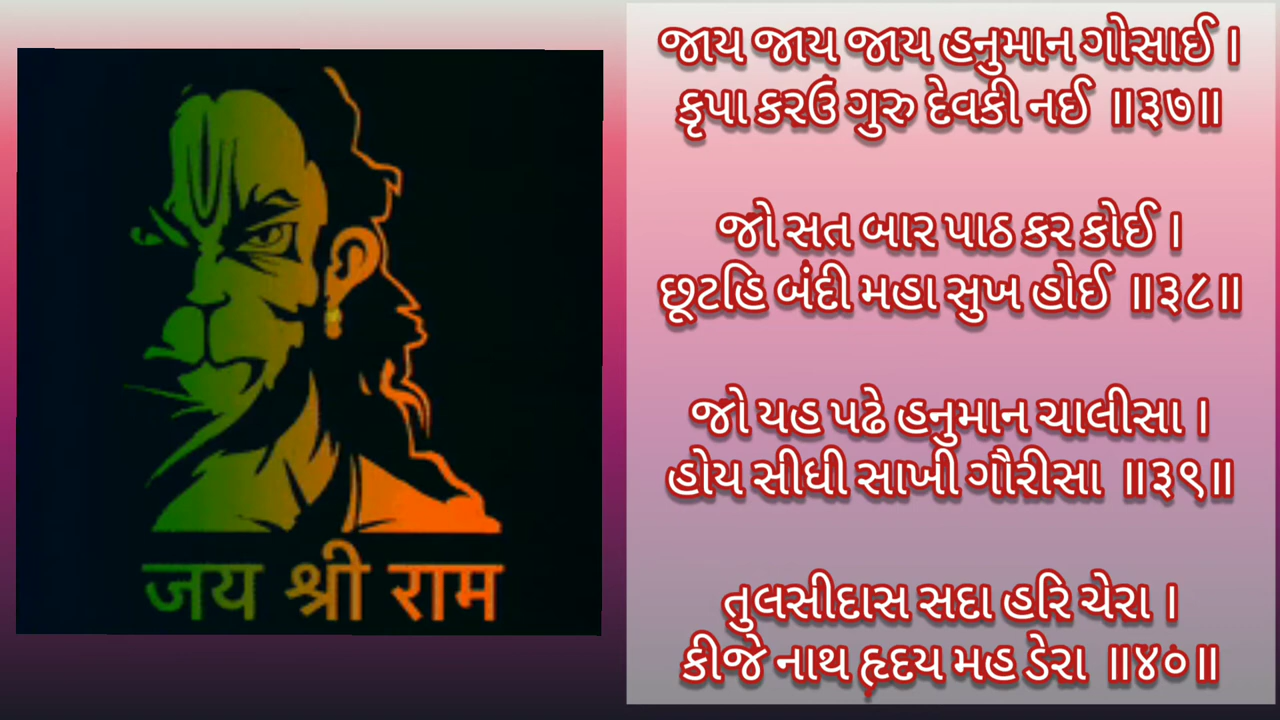 जय श्री राम
જાય જાય જાય હનુમાન ગોસાઈ ।
કૃપા કરઉં ગુરુ દેવકી નઈ ॥૩૭॥
જો સત બાર પાઠ કર કોઈ ।
છૂટહિ બંદી મહા સુખ હોઈ ॥૩૮॥
જો યહ પઢે હનુમાન ચાલીસા ।
હોય સીધી સાખી ગૌરીસા ॥૩૯॥
તુલસીદાસ સદા હરિ ચેરા ।
કીજે નાથ હૃદય મહ ડેરા ॥૪૦॥